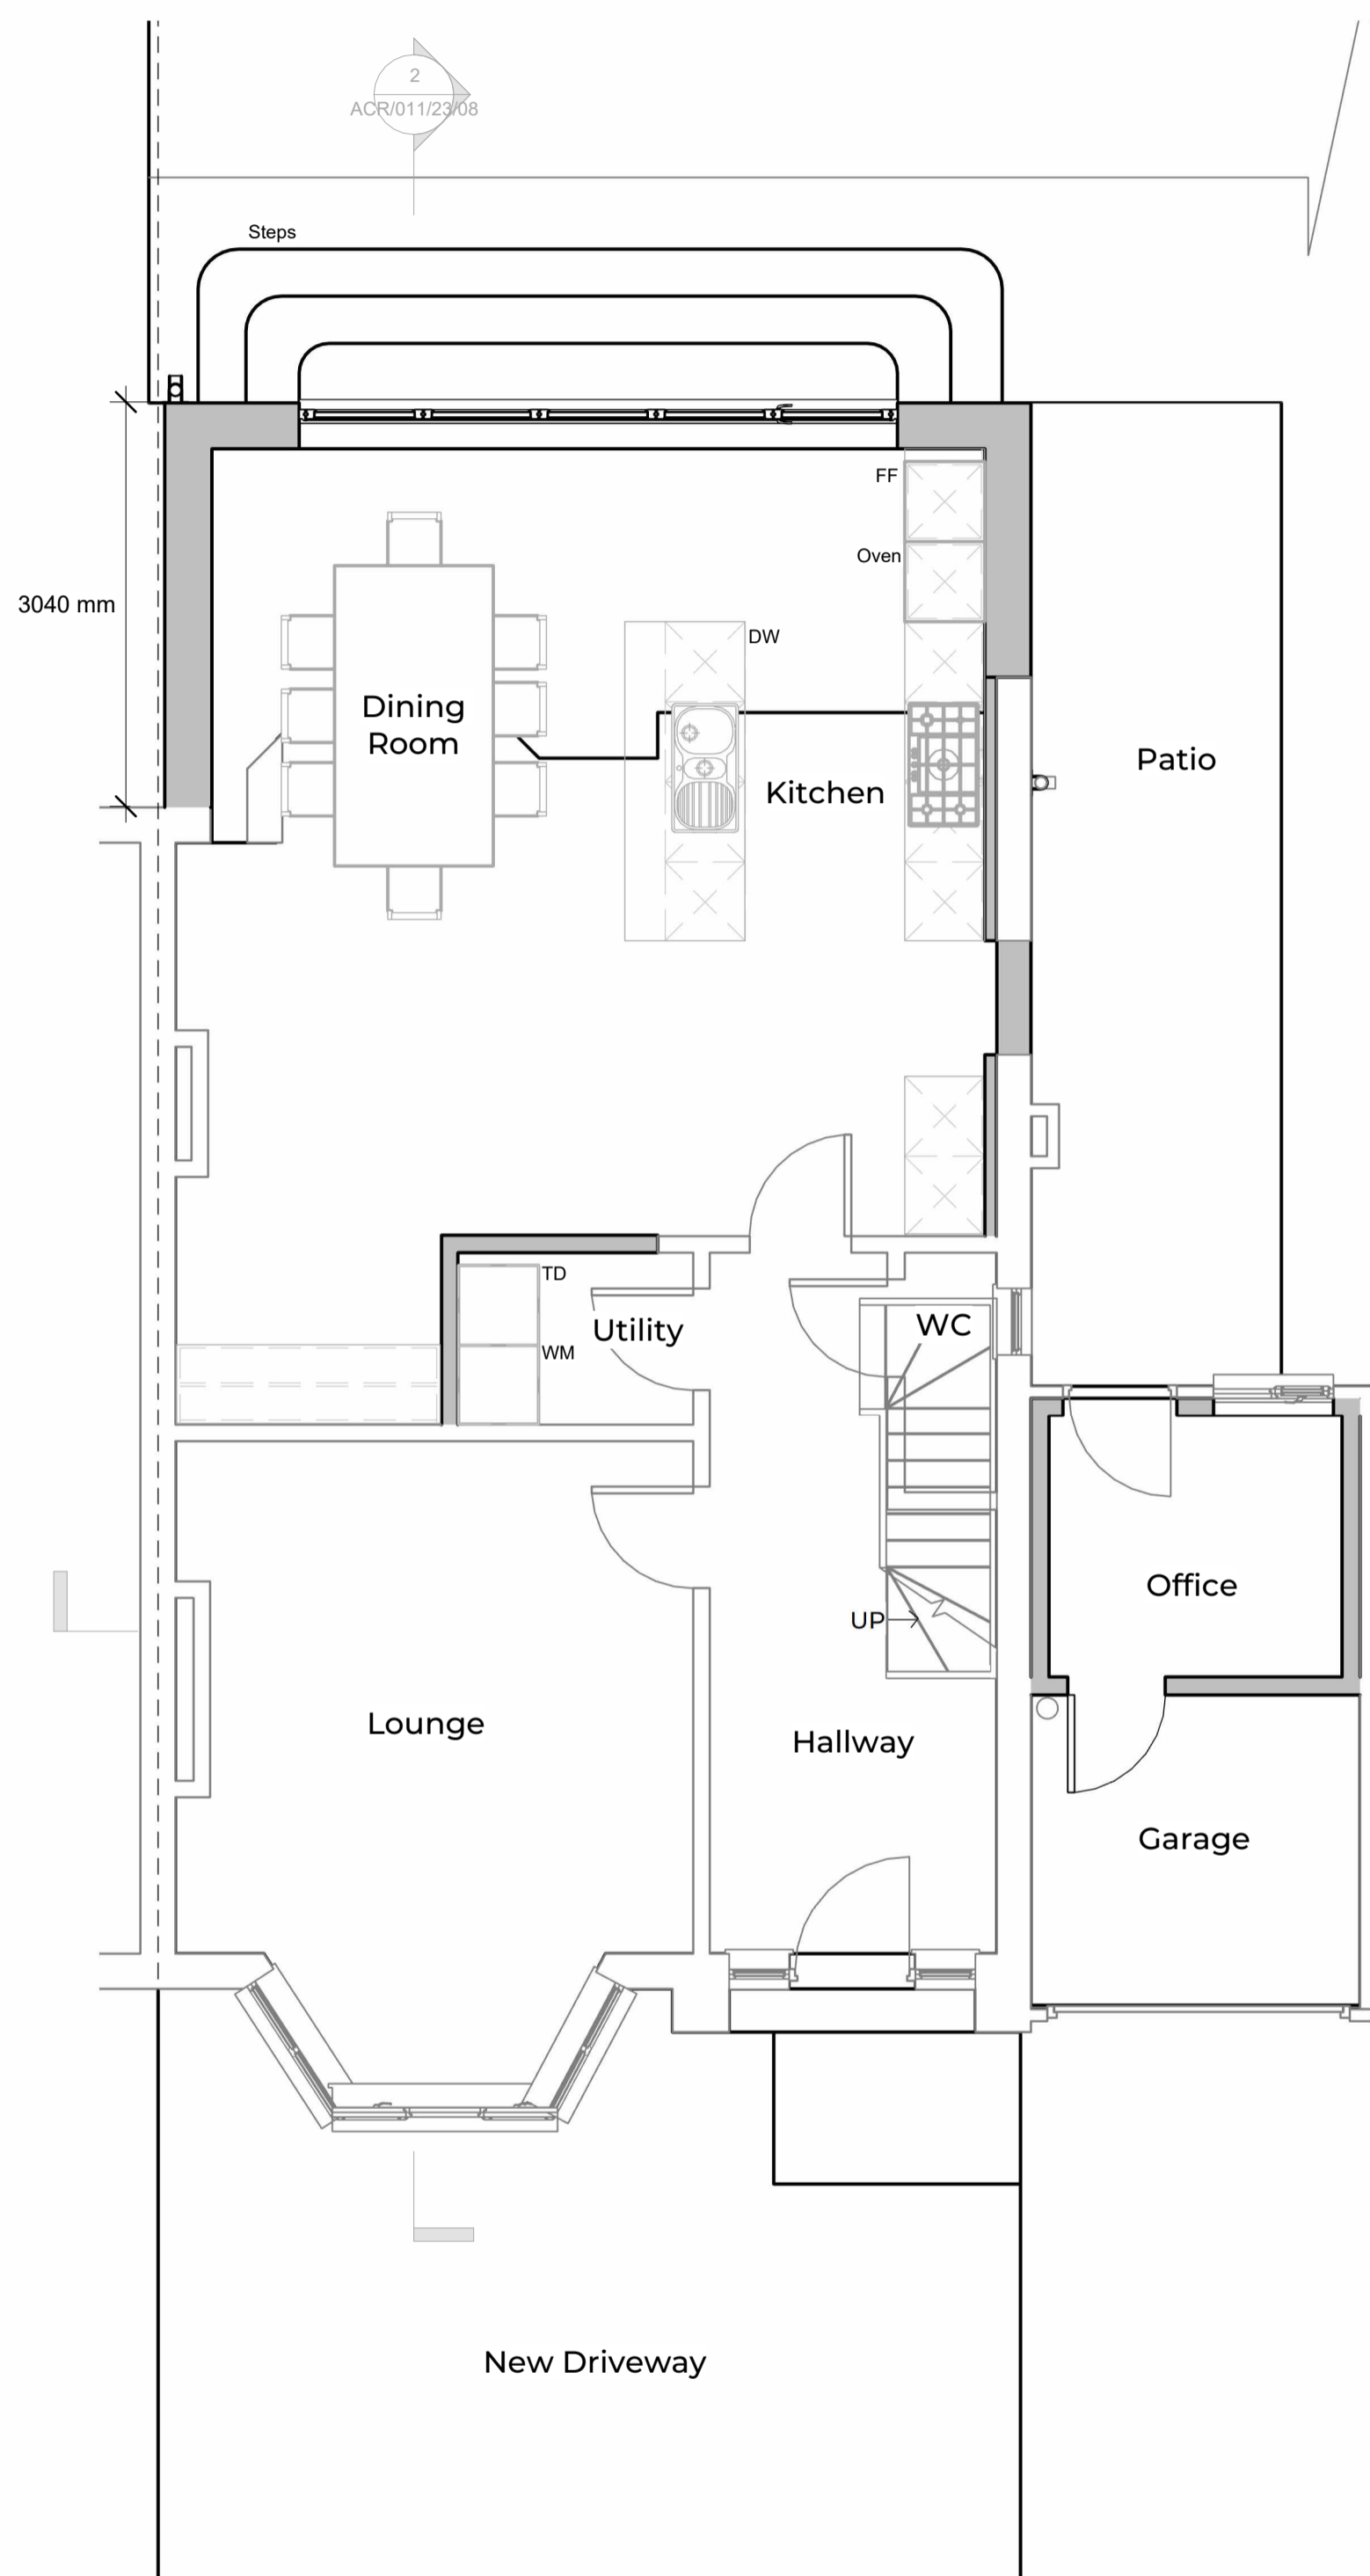 2
ACR/011/23/08
Steps
FF
Oven
3040 mm
DW
Dining
Room
Kitchen
Patio
TD
Utility
WC
WM
Office
UP
Lounge
Hallway
Garage
New Driveway